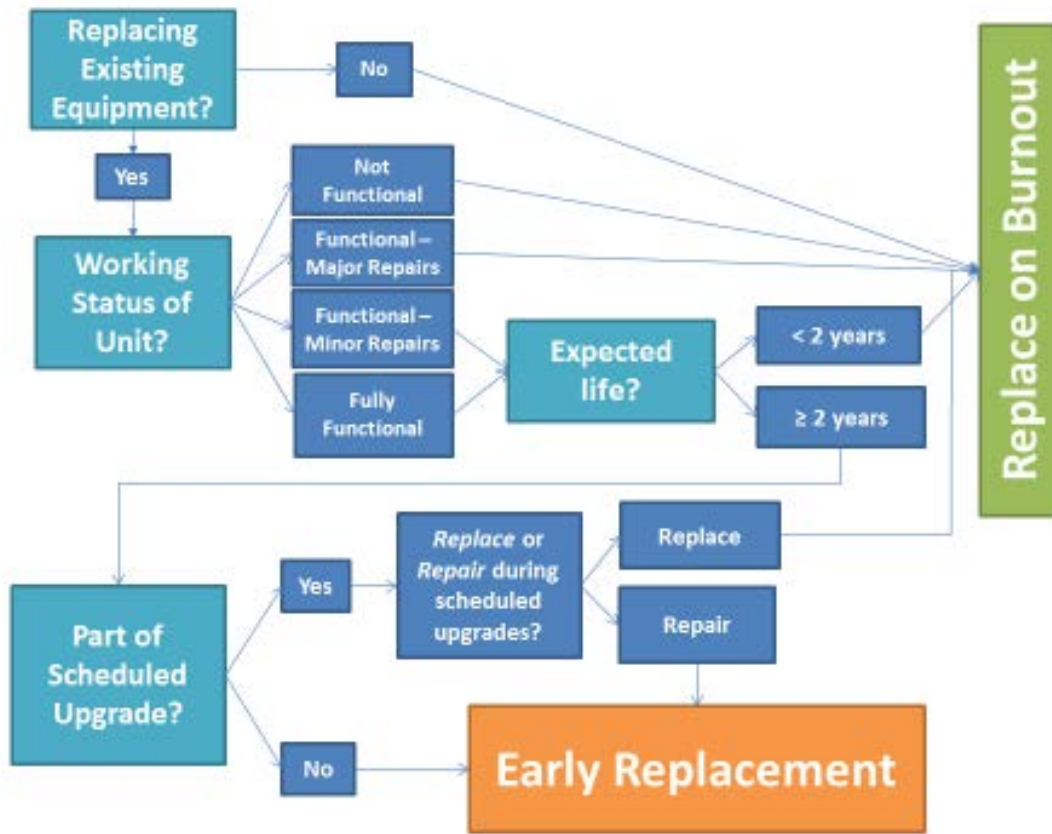 Replacing
Existing
Equipment?
No
Yes
Working
Status of
Unit?
Not
Functional
Functional –
Major Repairs
Functional –
Minor Repairs
Fully
Functional
Expected
life?
< 2 years
≥ 2 years
Replace on Burnout
Part of
Scheduled
Upgrade?
Yes
No
Replace or
Repair during
scheduled
upgrades?
Replace
Repair
Early Replacement